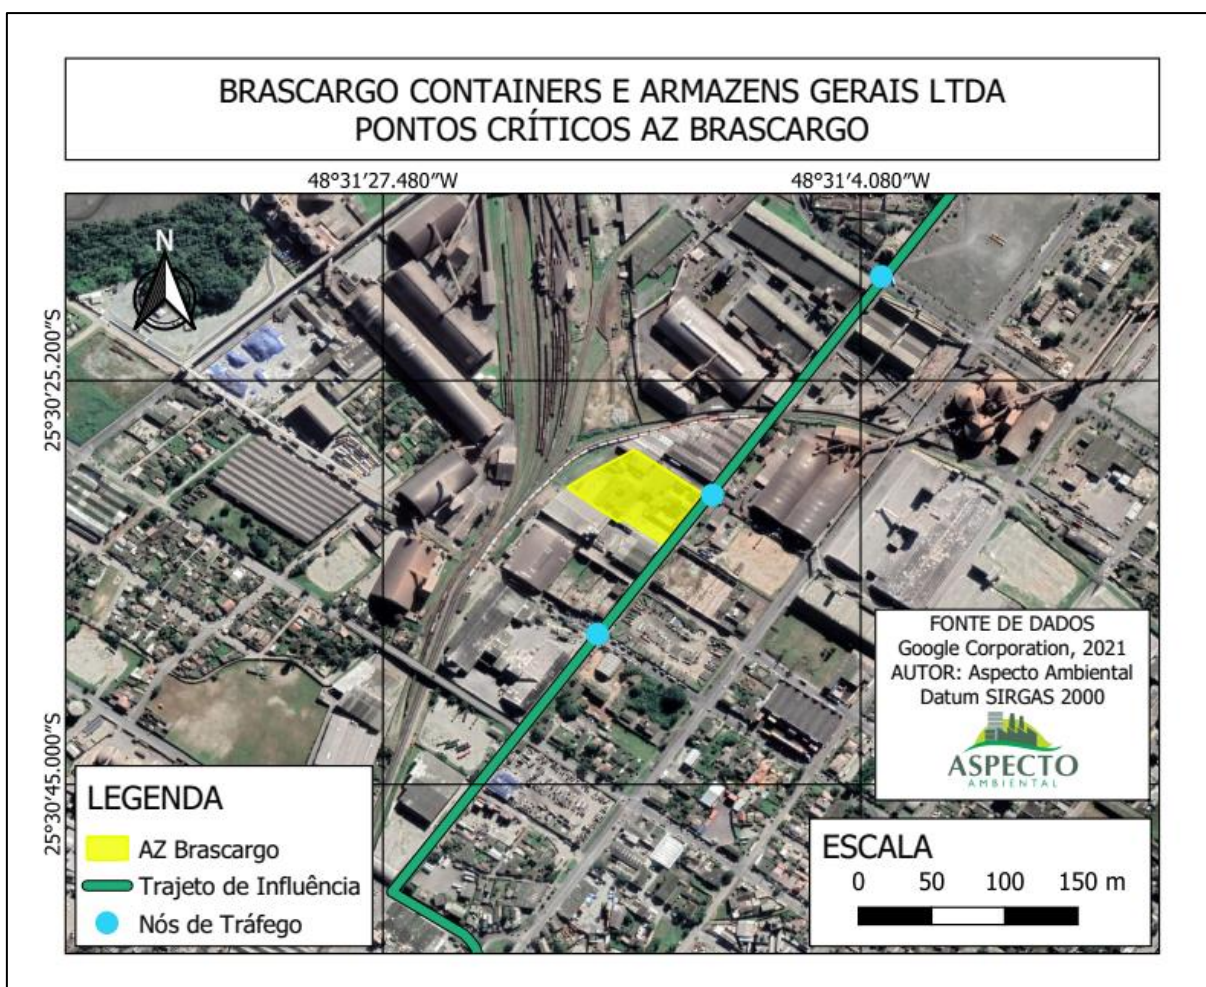 BRASCARGO CONTAINERS E ARMAZENS GERAIS LTDA
PONTOS CRÍTICOS AZ BRASCARGO
48°31'27.480"W
48°31'4.080"W
N
25°30'25.200"S
25°30'45.000"S
FONTE DE DADOS
Google Corporation, 2021
AUTOR: Aspecto Ambiental
Datum SIRGAS 2000
ASPECTO
AMBIENTAL
LEGENDA
AZ Brascargo
Trajeto de Influência
Nós de Tráfego
ESCALA
0 50 100 150 m